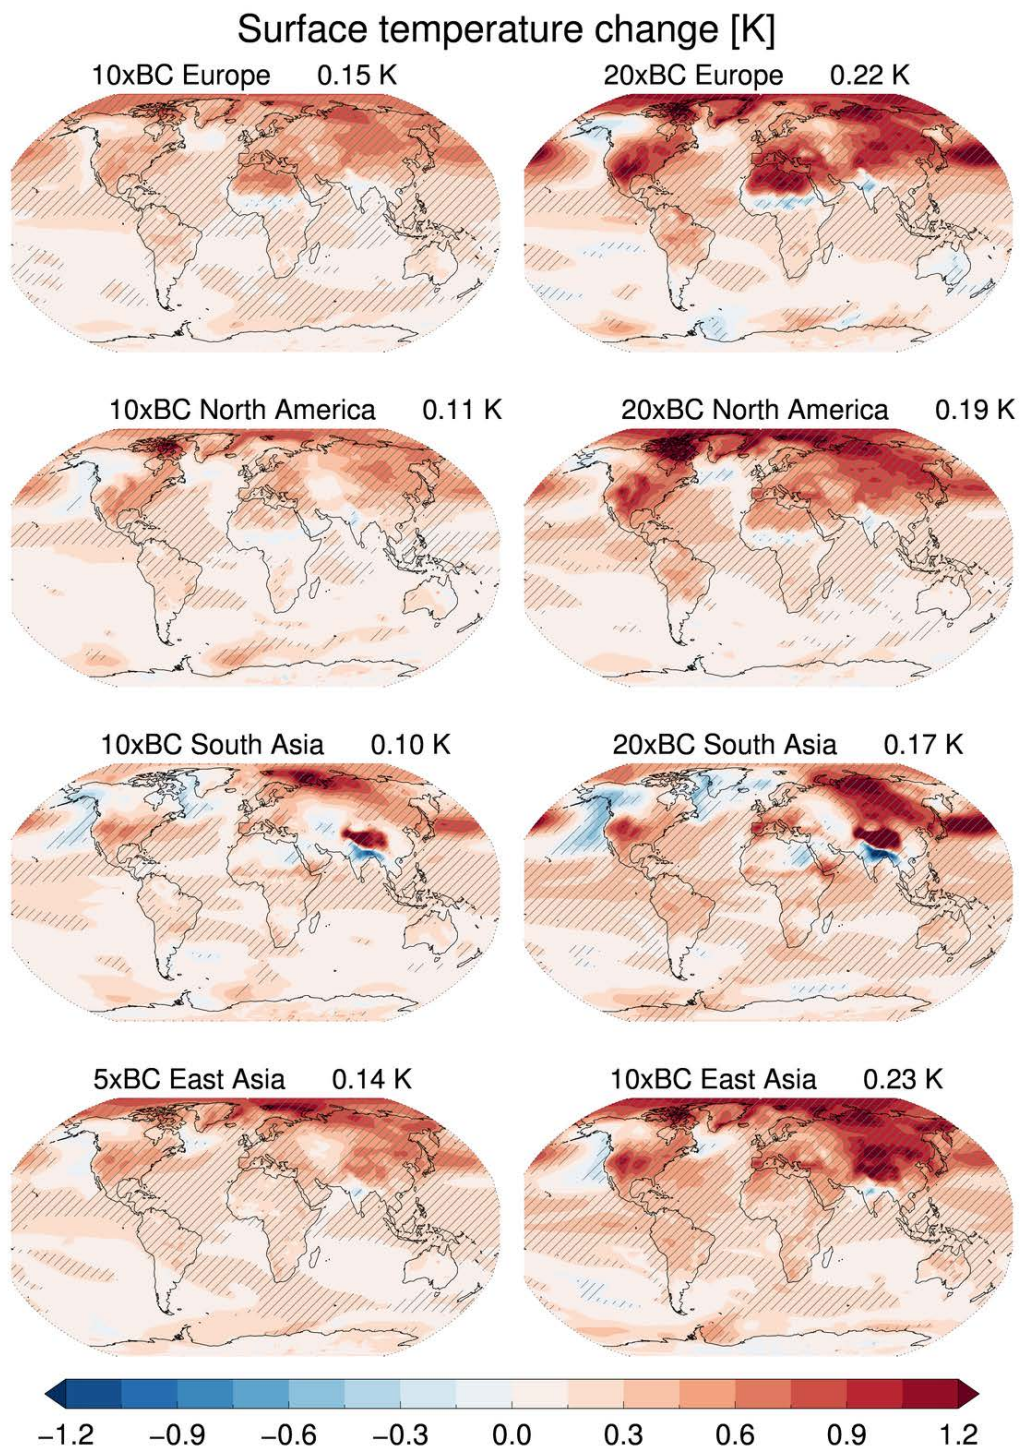 Surface temperature change [K]
10xBC Europe 0.15 K
20xBC Europe 0.22 K
10xBC North America 0.11 K
20xBC North America 0.19 K
10xBC South Asia 0.10 K
20xBC South Asia 0.17 K
5xBC East Asia 0.14 K
10xBC East Asia 0.23 K
−1.2 −0.9 −0.6 −0.3 0.0 0.3 0.6 0.9 1.2